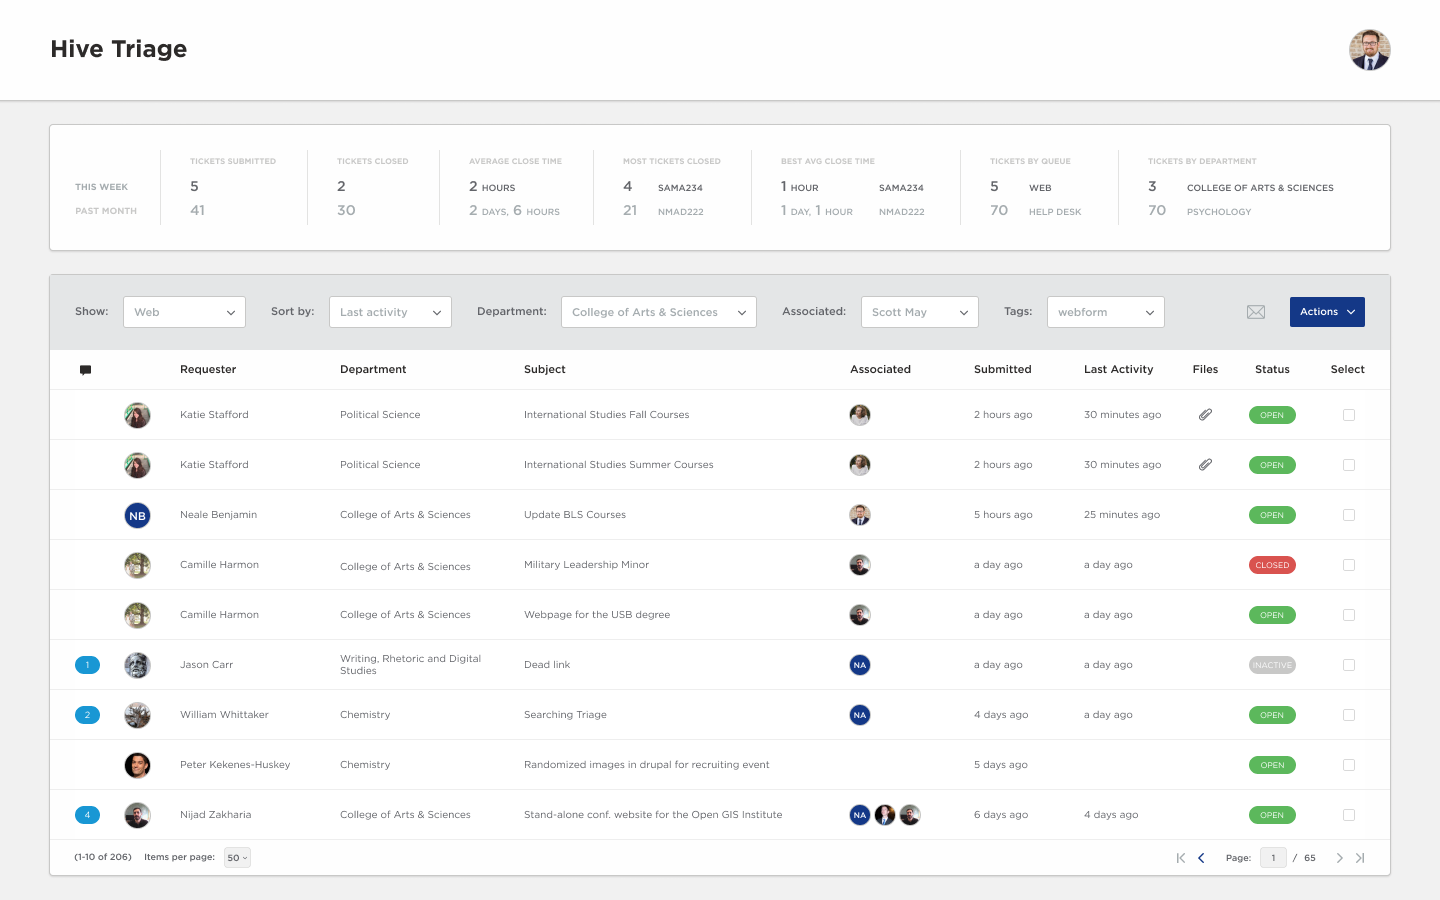 Hive Triage
TICKETS SUBMITTED TICKETS CLOSED AVERAGE CLOSE TIME MOST TICKETS CLOSED BEST AVG CLOSE TIME TICKETS BY QUEUE TICKETS BY DEPARTMENT
THIS WEEK 5 2 2 HOURS 4 SAMA234 1 HOUR SAMA234 5 WEB 3 COLLEGE OF ARTS & SCIENCES
PAST MONTH 41 30 2 DAYS, 6 HOURS 21 NMAD222 1 DAY, 1 HOUR NMAD222 70 HELP DESK 70 PSYCHOLOGY
Show: Web Sort by: Last activity Department: College of Arts & Sciences Associated: Scott May Tags: webform Actions
Requester Department Subject Associated Submitted Last Activity Files Status Select
Katie Stafford Political Science International Studies Fall Courses 2 hours ago 30 minutes ago OPEN
Katie Stafford Political Science International Studies Summer Courses 2 hours ago 30 minutes ago OPEN
NB Neale Benjamin College of Arts & Sciences Update BLS Courses 5 hours ago 25 minutes ago OPEN
Camille Harmon College of Arts & Sciences Military Leadership Minor a day ago a day ago CLOSED
Camille Harmon College of Arts & Sciences Webpage for the USB degree a day ago a day ago OPEN
1 Jason Carr Writing, Rhetoric and Digital Studies Dead link NA a day ago a day ago INACTIVE
2 William Whittaker Chemistry Searching Triage NA 4 days ago a day ago OPEN
Peter Kekenes-Huskey Chemistry Randomized images in drupal for recruiting event 5 days ago OPEN
4 Nijad Zakharia College of Arts & Sciences Stand-alone conf. website for the Open GIS Institute NA 6 days ago 4 days ago OPEN
(1-10 of 206) Items per page: 50 Page: 1 / 65